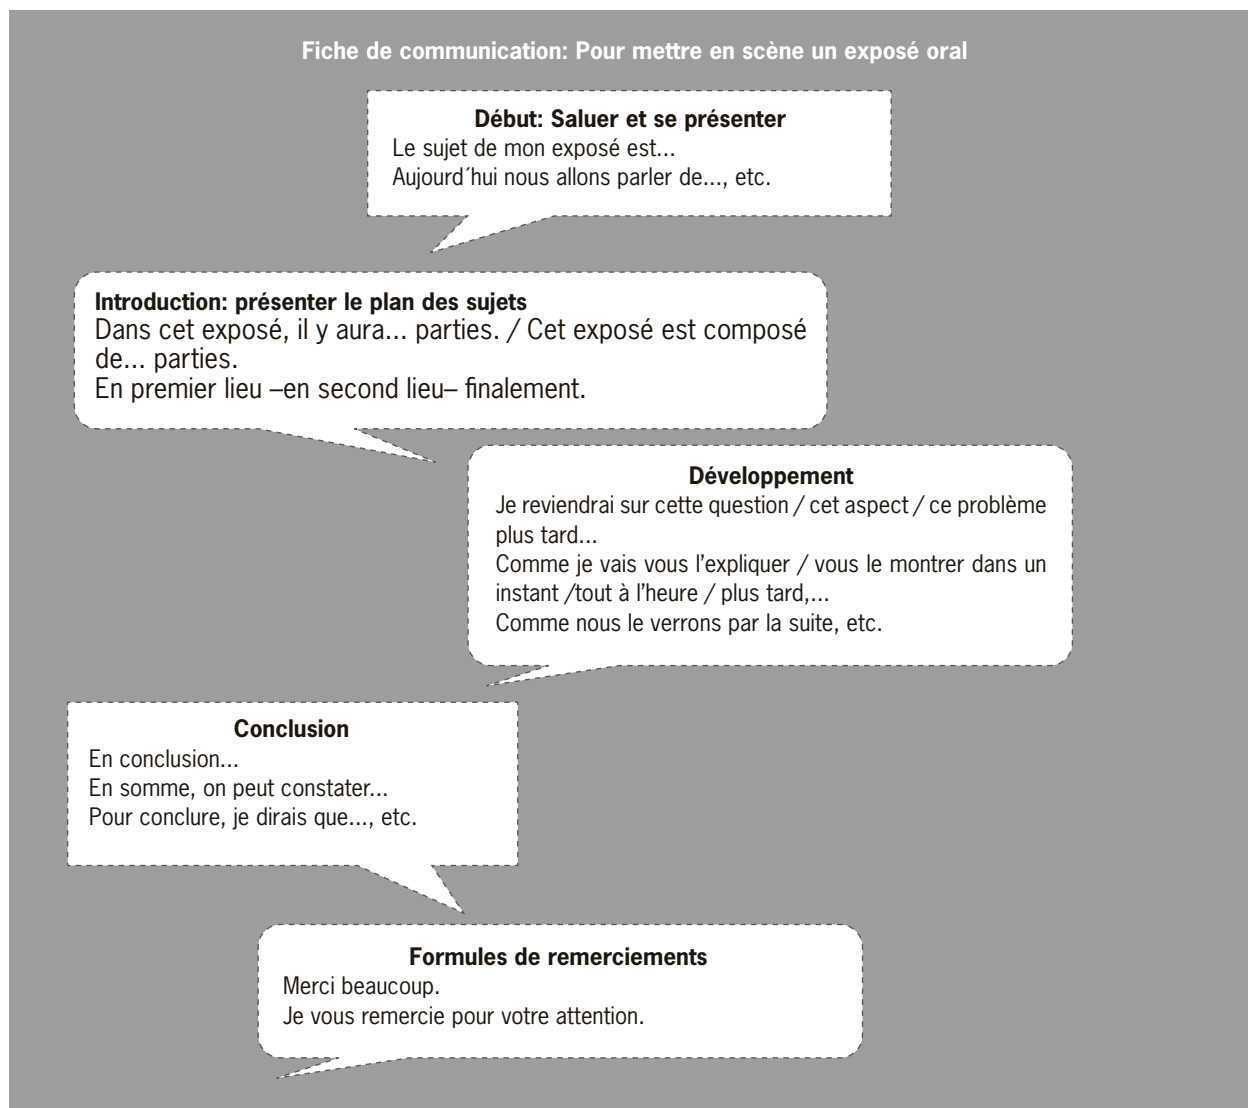 Fiche de communication: Pour mettre en scène un exposé oral
Début: Saluer et se présenter
Le sujet de mon exposé est...
Aujourd´hui nous allons parler de..., etc.
Introduction: présenter le plan des sujets
Dans cet exposé, il y aura... parties. / Cet exposé est composé
de... parties.
En premier lieu –en second lieu– finalement.
Développement
Je reviendrai sur cette question / cet aspect / ce problème
plus tard...
Comme je vais vous l'expliquer / vous le montrer dans un
instant /tout à l'heure / plus tard,...
Comme nous le verrons par la suite, etc.
Conclusion
En conclusion...
En somme, on peut constater...
Pour conclure, je dirais que..., etc.
Formules de remerciements
Merci beaucoup.
Je vous remercie pour votre attention.